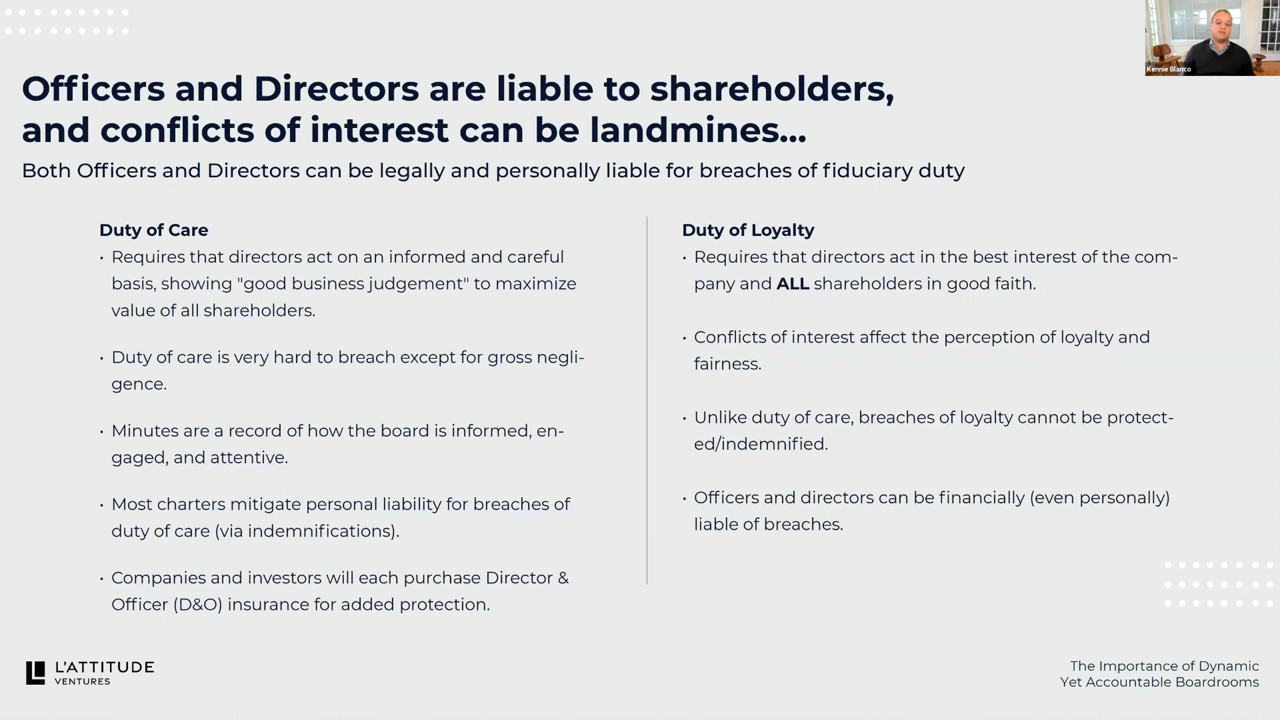 Kennie Blanco
Officers and Directors are liable to shareholders,
and conflicts of interest can be landmines...
Both Officers and Directors can be legally and personally liable for breaches of fiduciary duty
Duty of Care
• Requires that directors act on an informed and careful
basis, showing "good business judgement" to maximize
value of all shareholders.
• Duty of care is very hard to breach except for gross negli-
gence.
• Minutes are a record of how the board is informed, en-
gaged, and attentive.
• Most charters mitigate personal liability for breaches of
duty of care (via indemnifications).
• Companies and investors will each purchase Director &
Officer (D&O) insurance for added protection.
Duty of Loyalty
• Requires that directors act in the best interest of the com-
pany and ALL shareholders in good faith.
• Conflicts of interest affect the perception of loyalty and
fairness.
• Unlike duty of care, breaches of loyalty cannot be protect-
ed/indemnified.
• Officers and directors can be financially (even personally)
liable of breaches.
L'ATTITUDE
VENTURES
The Importance of Dynamic
Yet Accountable Boardrooms